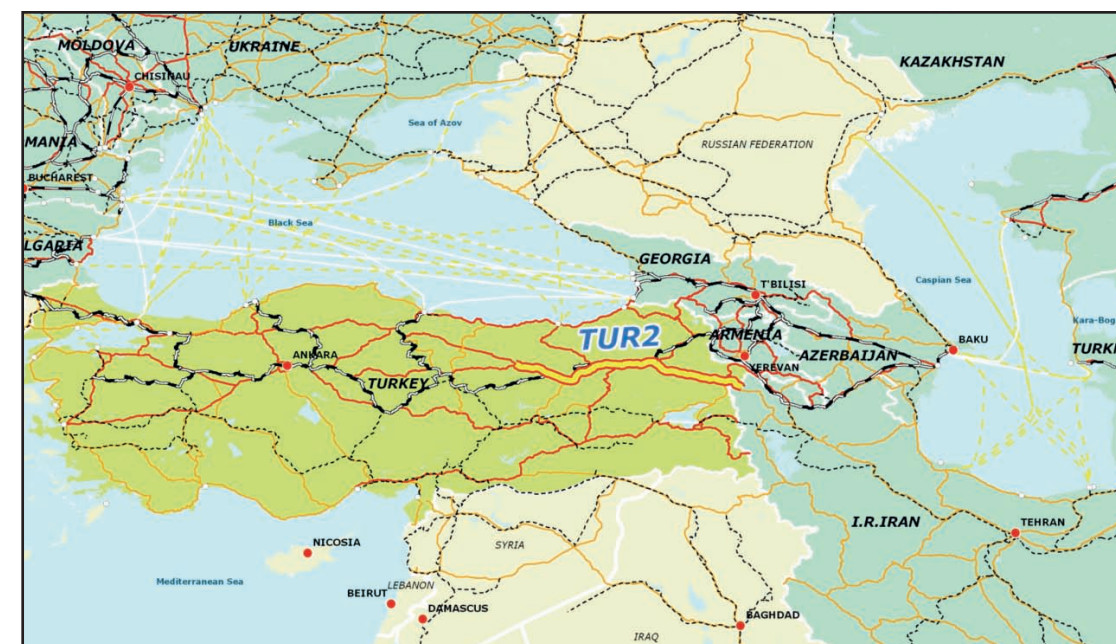 MOLDOVA
UKRAINE
KAZAKHSTAN
CHISINAU
Sea of Azov
RUSSIAN FEDERATION
MANIA
BUCHAREST
Black Sea
LGARIA
GEORGIA
Caspian Sea
T'BILISI
Kara-Bog
TUR2
ARMENIA
BAKU
ANKARA
AZERBAIJAN
TURKE
YEREVAN
TURKEY
I.R.IRAN
TEHRAN
NICOSIA
SYRIA
Mediterranean Sea
LEBANON
BEIRUT
DAMASCUS
BAGHDAD
IRAQ